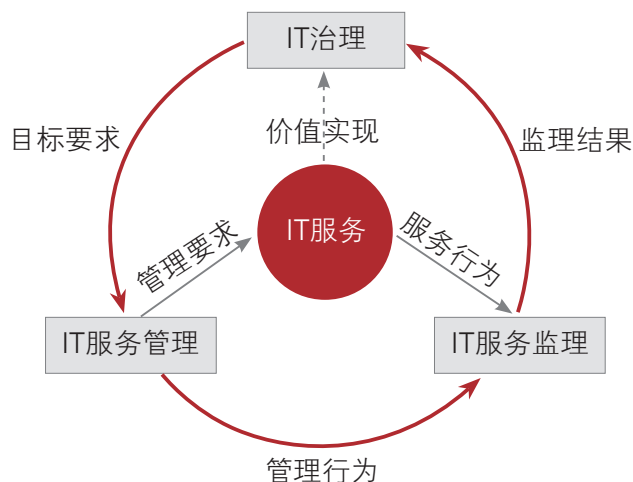 IT治理
目标要求
价值实现
监理结果
IT服务
管理要求
服务行为
IT服务管理
IT服务监理
管理行为